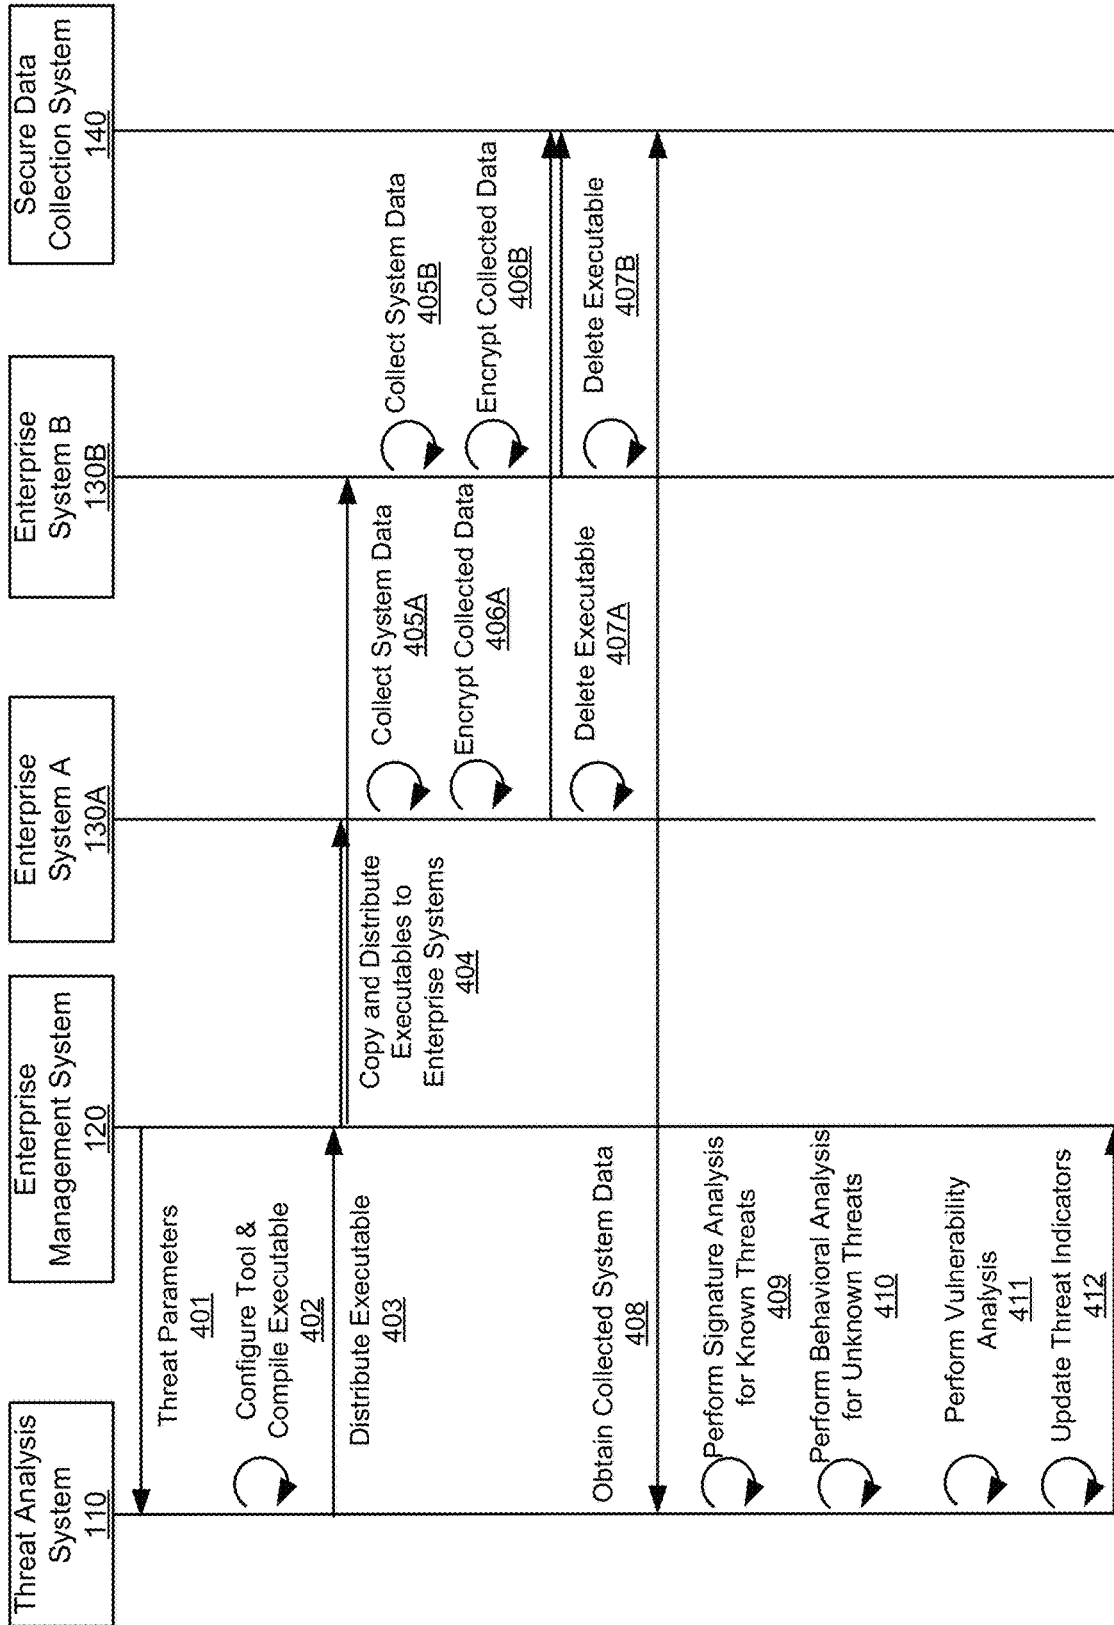 Threat Analysis
System
110
Enterprise
Management System
120
Enterprise
System A
130A
Enterprise
System B
130B
Secure Data
Collection System
140
Threat Parameters
401
Configure Tool &
Compile Executable
402
Distribute Executable
403
Copy and Distribute
Executables to
Enterprise Systems
404
Collect System Data
405A
Collect System Data
405B
Encrypt Collected Data
406A
Encrypt Collected Data
406B
Delete Executable
407A
Delete Executable
407B
Obtain Collected System Data
408
Perform Signature Analysis
for Known Threats
409
Perform Behavioral Analysis
for Unknown Threats
410
Perform Vulnerability
Analysis
411
Update Threat Indicators
412